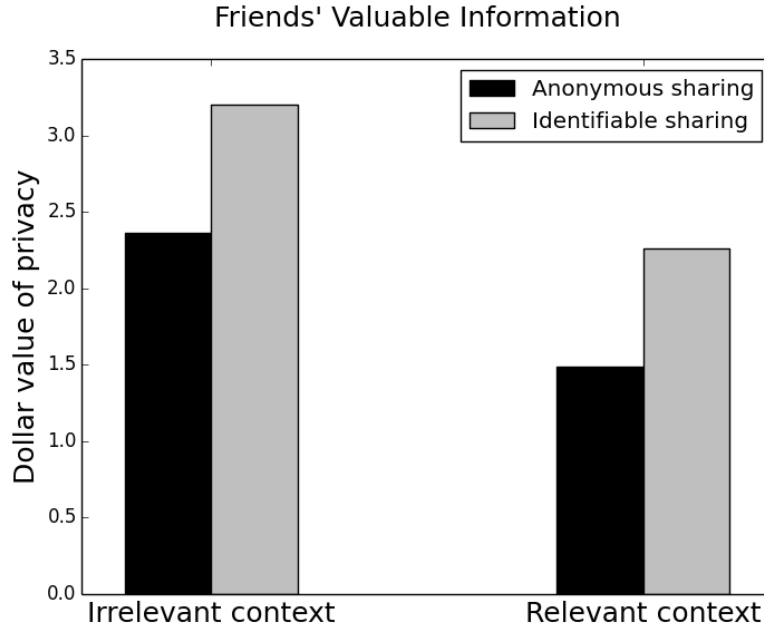 Friends' Valuable Information
3.5
3.0
2.5
2.0
1.5
1.0
0.5
0.0
Dollar value of privacy
Anonymous sharing
Identifiable sharing
Irrelevant context
Relevant context